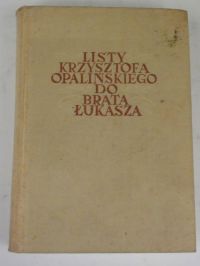 LISTY
KRZYSZTOFA
OPALIŃSKIEGO
DO
BRATA
ŁUKASZA